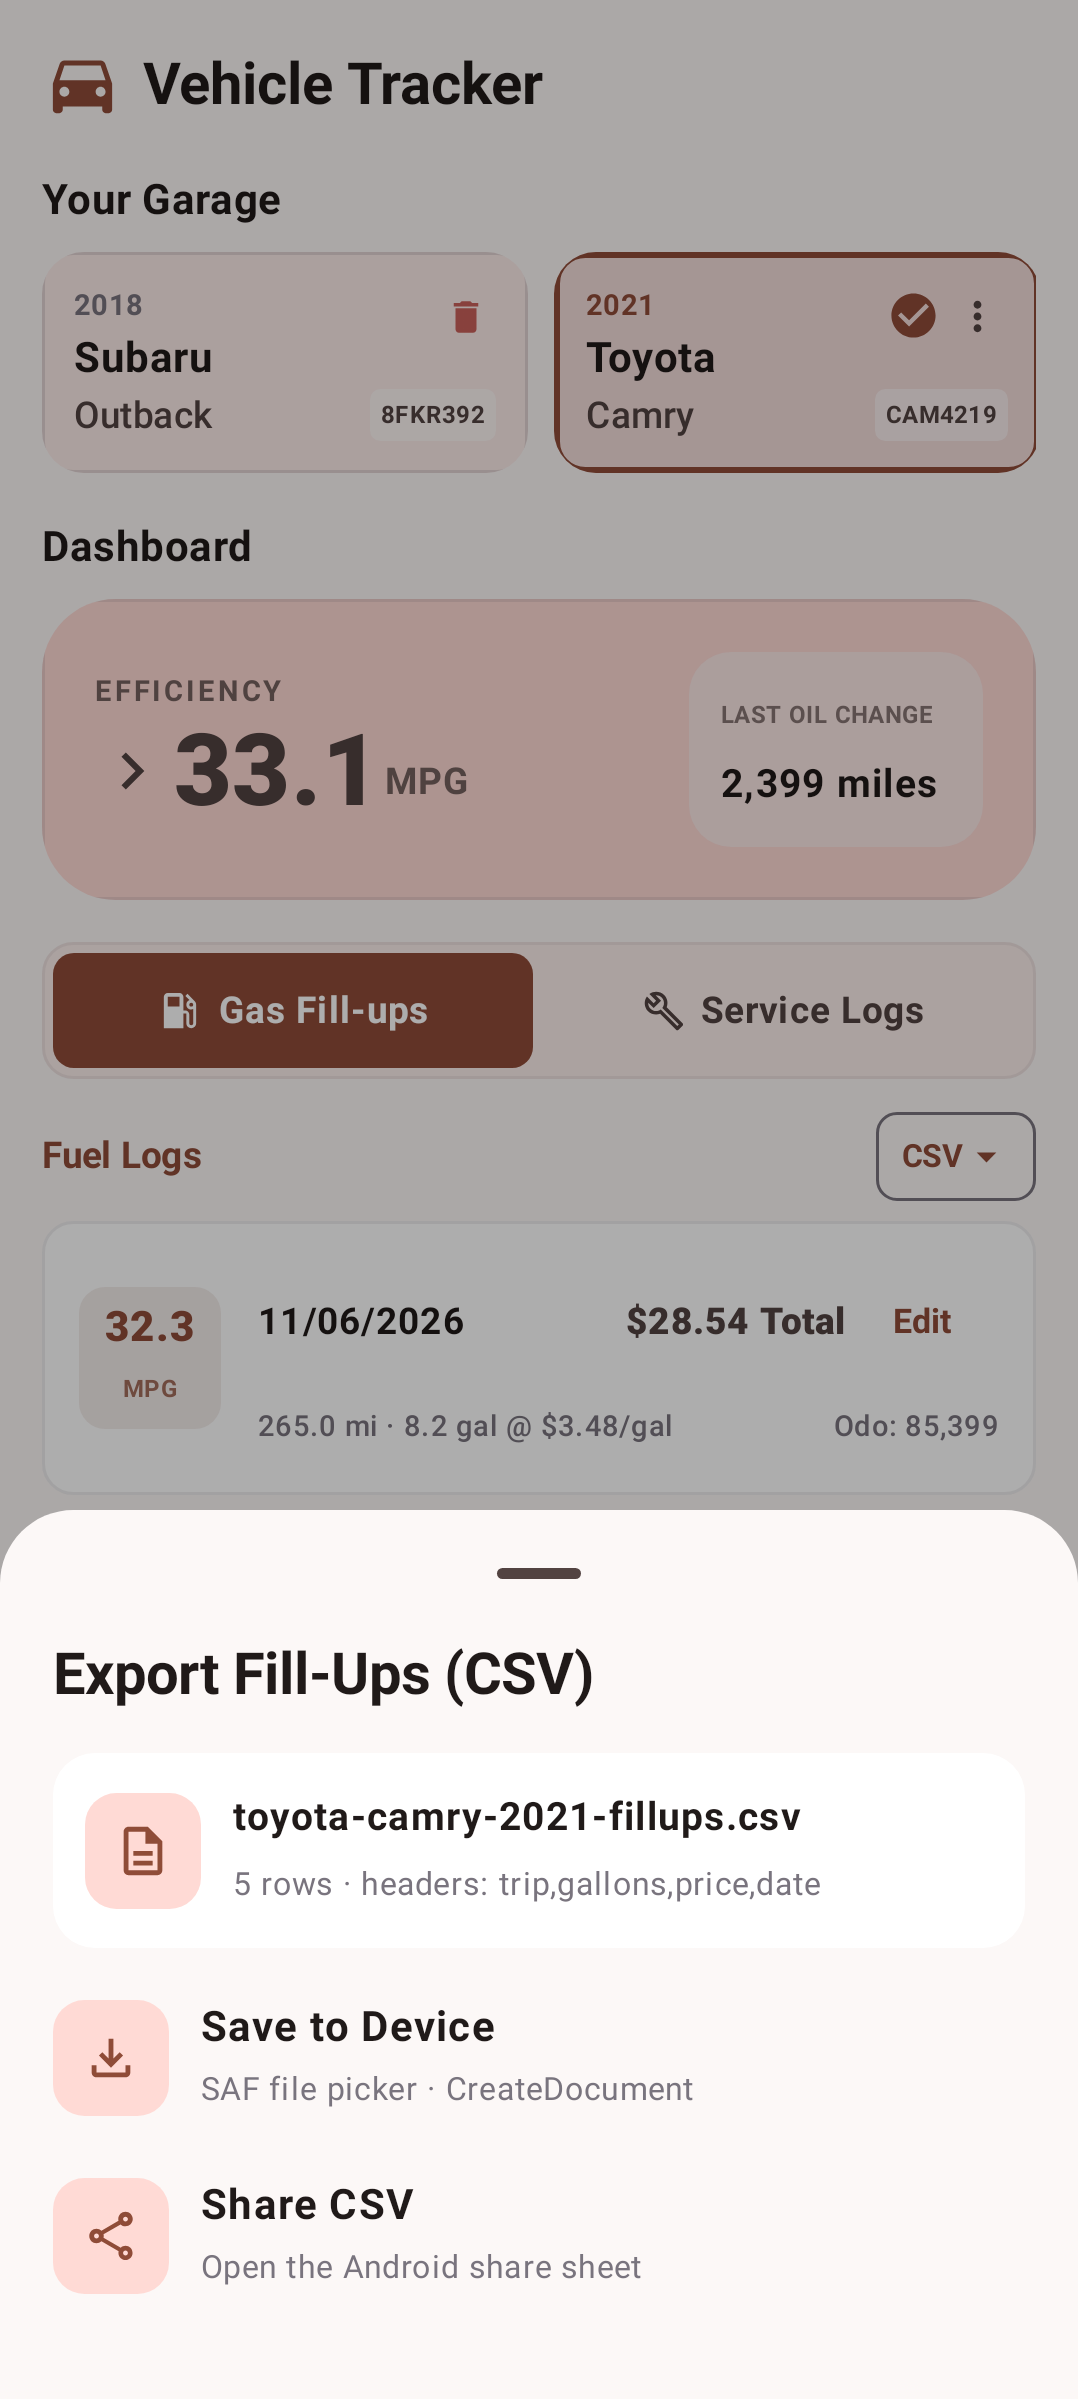 Vehicle Tracker
Your Garage
2018
Subaru
Outback
8FKR392
2021
Toyota
Camry
CAM4219
Dashboard
EFFICIENCY
33.1 MPG
LAST OIL CHANGE
2,399 miles
Gas Fill-ups
Service Logs
Fuel Logs
CSV
32.3
MPG
11/06/2026
$28.54 Total
Edit
265.0 mi · 8.2 gal @ $3.48/gal
Odo: 85,399
Export Fill-Ups (CSV)
toyota-camry-2021-fillups.csv
5 rows · headers: trip,gallons,price,date
Save to Device
SAF file picker · CreateDocument
Share CSV
Open the Android share sheet